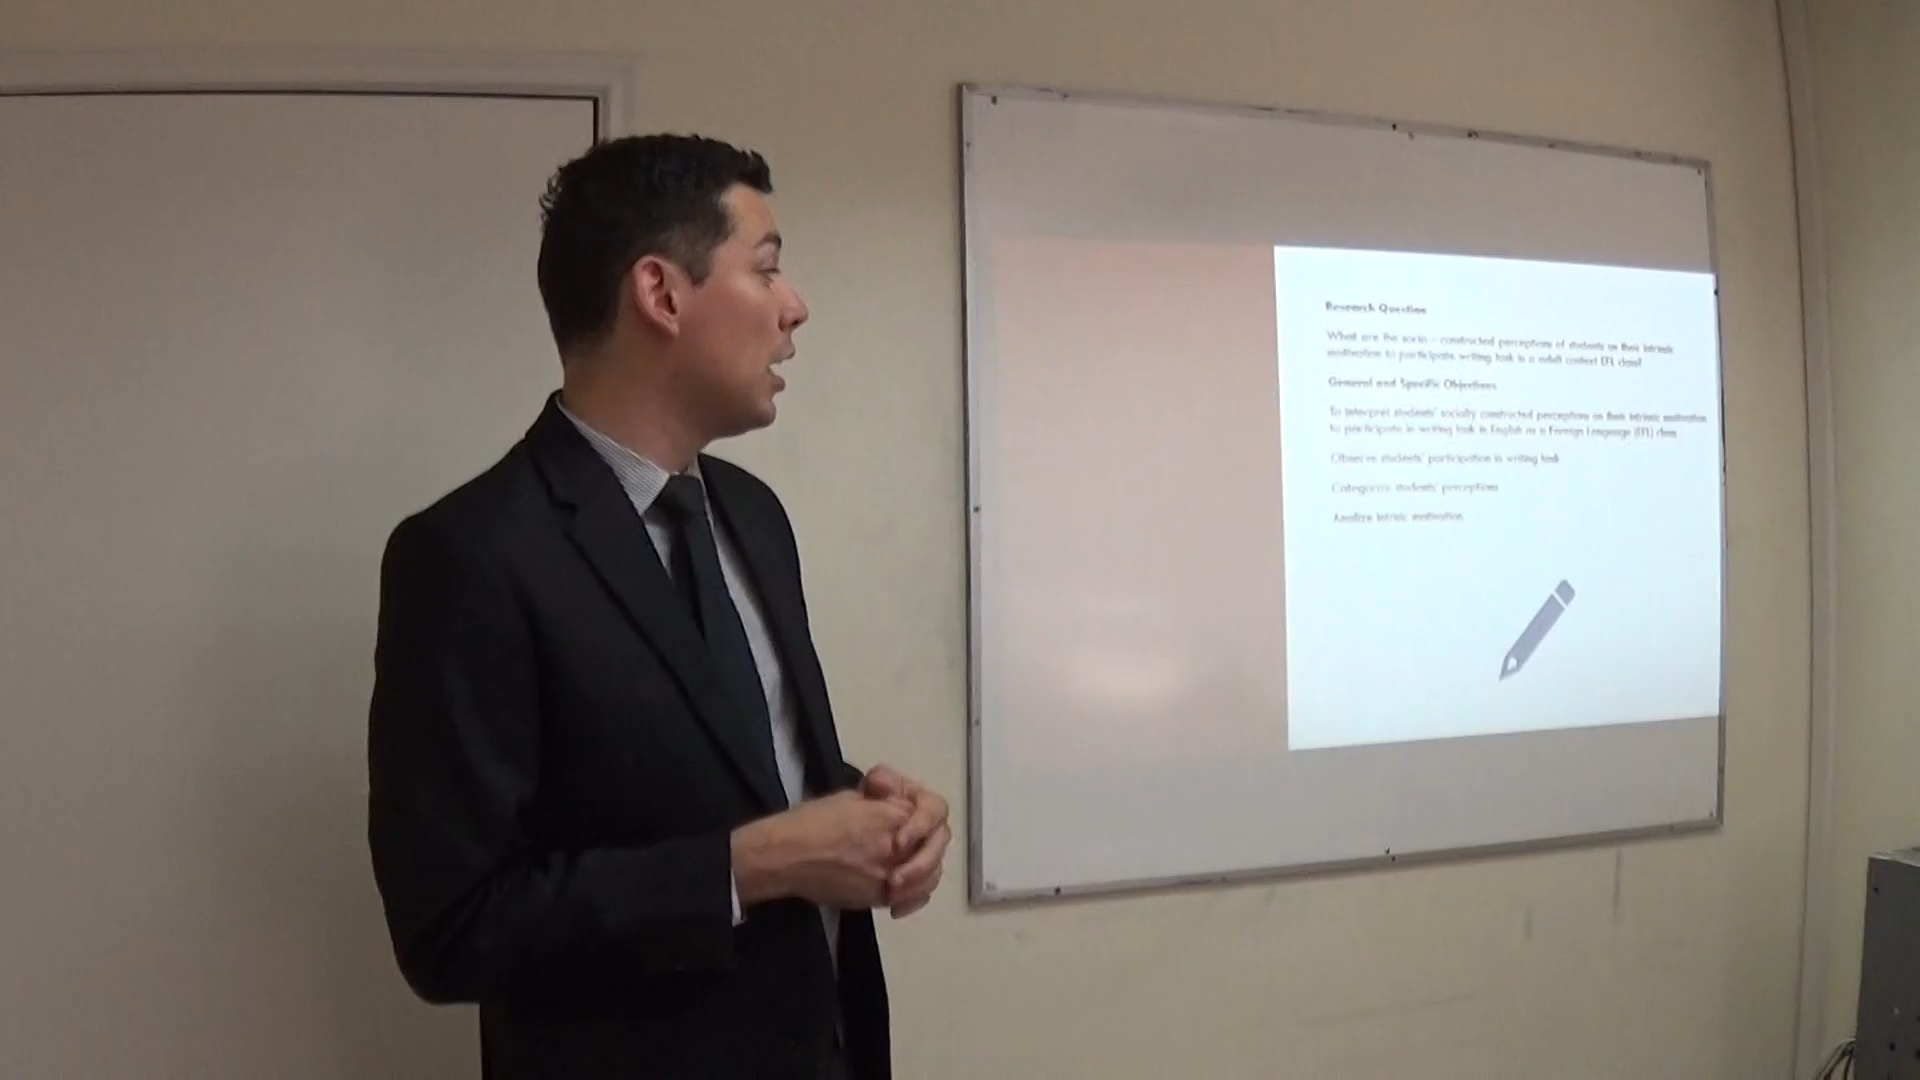 Research Question
What are the socio – constructed perceptions of students on their intrinsic
motivation to participate writing task in a adult context EFL class?
General and Specific Objectives
To interpret students' socially constructed perceptions on their intrinsic motivation
to participate in writing task in English as a Foreign Language (EFL) class
Observe students' participation in writing task
Categorize students' perceptions
Analize intrinsic motivation.